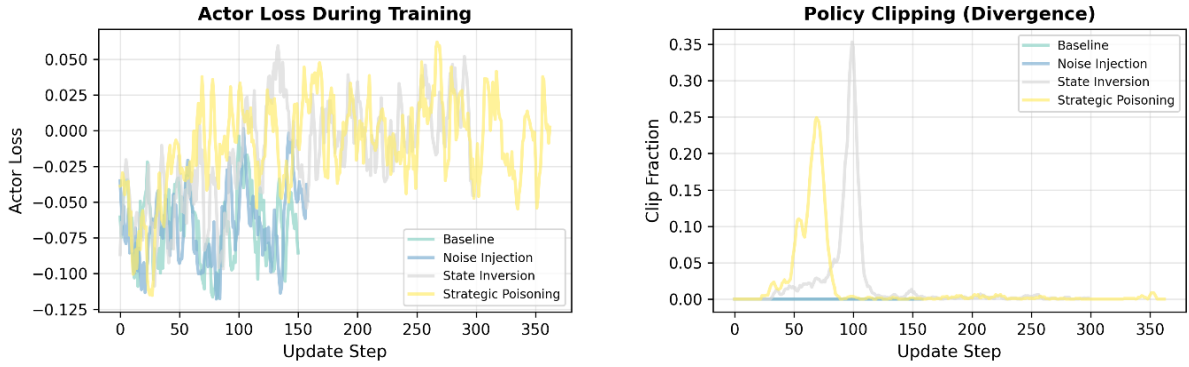 Actor Loss During Training
Actor Loss
0.050
0.025
0.000
−0.025
−0.050
−0.075
−0.100
−0.125
0 50 100 150 200 250 300 350
Update Step
Baseline
Noise Injection
State Inversion
Strategic Poisoning
Policy Clipping (Divergence)
Clip Fraction
0.35
0.30
0.25
0.20
0.15
0.10
0.05
0.00
0 50 100 150 200 250 300 350
Update Step
Baseline
Noise Injection
State Inversion
Strategic Poisoning